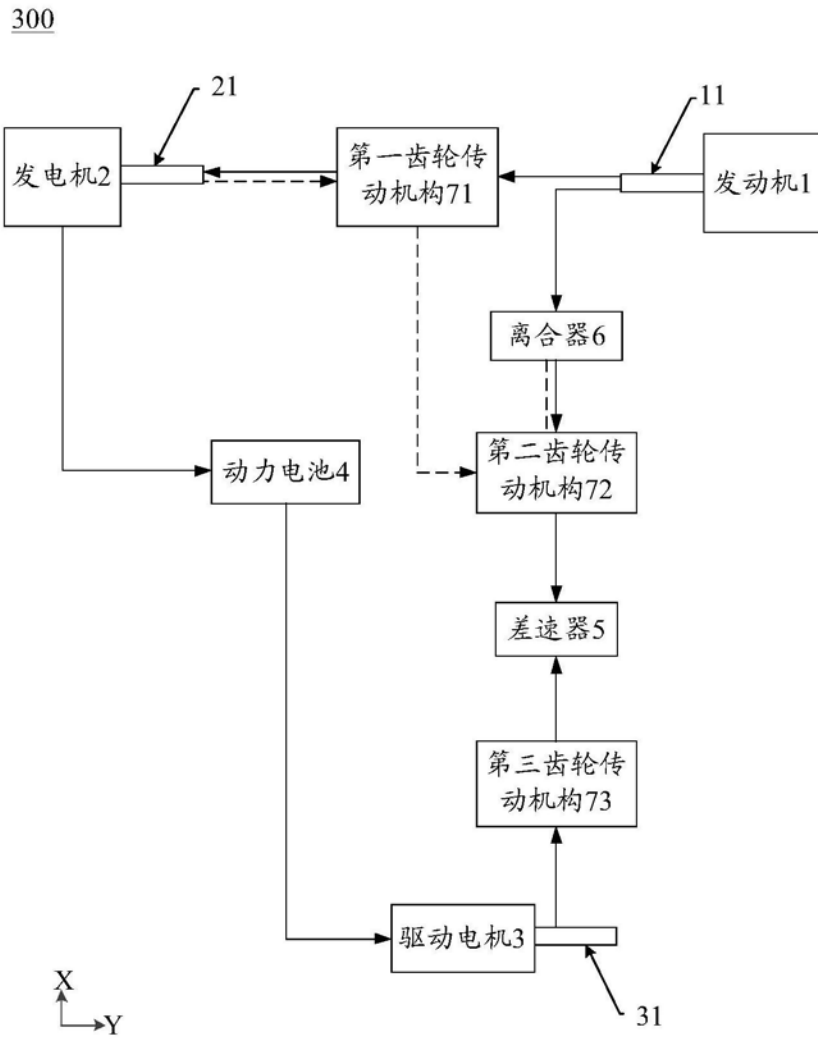 300
21
11
发电机2
第一齿轮传
动机构71
发动机1
离合器6
动力电池4
第二齿轮传
动机构72
差速器5
第三齿轮传
动机构73
驱动电机3
31
X
Y